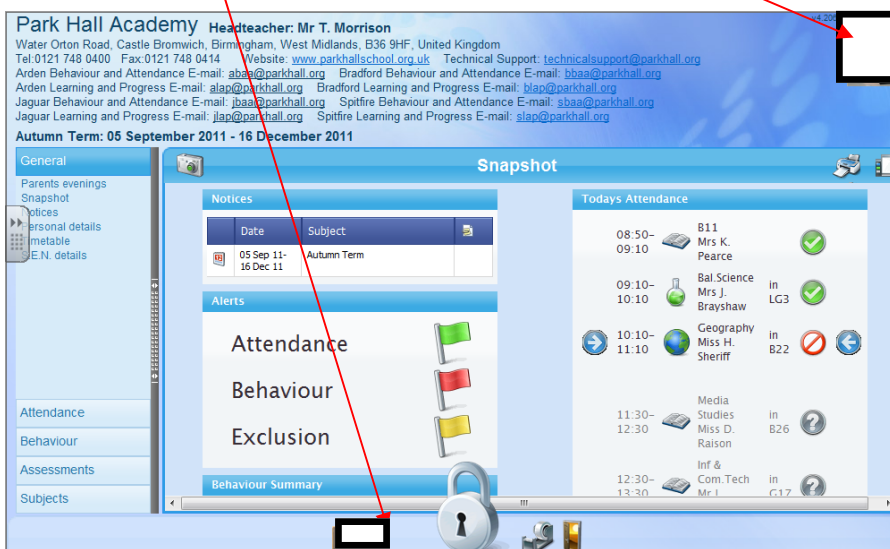 Park Hall Academy Headteacher: Mr T. Morrison
Water Orton Road, Castle Bromwich, Birmingham, West Midlands, B36 9HF, United Kingdom
Tel:0121 748 0400 Fax:0121 748 0414 Website: www.parkhallschool.org.uk Technical Support: technicalsupport@parkhall.org
Arden Behaviour and Attendance E-mail: abaa@parkhall.org Bradford Behaviour and Attendance E-mail: bbaa@parkhall.org
Arden Learning and Progress E-mail: alap@parkhall.org Bradford Learning and Progress E-mail: blap@parkhall.org
Jaguar Behaviour and Attendance E-mail: jbaa@parkhall.org Spitfire Behaviour and Attendance E-mail: sbaa@parkhall.org
Jaguar Learning and Progress E-mail: jlap@parkhall.org Spitfire Learning and Progress E-mail: slap@parkhall.org
Autumn Term: 05 September 2011 - 16 December 2011
General
Parents evenings
Snapshot
Notices
Personal details
Timetable
S.E.N. details
Attendance
Behaviour
Assessments
Subjects
Snapshot
Notices
Date Subject
05 Sep 11-
16 Dec 11
Autumn Term
Alerts
Attendance
Behaviour
Exclusion
Behaviour Summary
Todays Attendance
08:50-
09:10
B11
Mrs K.
Pearce
09:10-
10:10
Bal.Science
Mrs J.
Brayshaw
in
LG3
10:10-
11:10
Geography
Miss H.
Sheriff
in
B22
11:30-
12:30
Media
Studies
Miss D.
Raison
in
B26
12:30-
13:30
Inf &
Com.Tech
Mr J.
in
G17